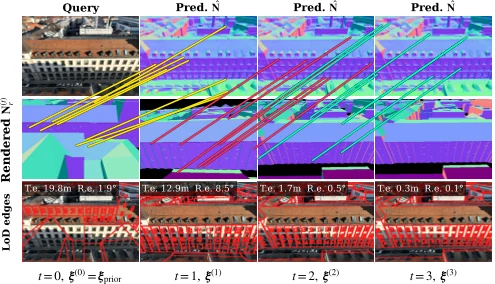 Query
Pred. N̂
Pred. N̂
Pred. N̂
Rendered N_r^(t)
LoD edges
T.e. 19.8m R.e. 1.9°
T.e. 12.9m R.e. 8.5°
T.e. 1.7m R.e. 0.5°
T.e. 0.3m R.e. 0.1°
t=0, ξ^(0)=ξ_prior
t=1, ξ^(1)
t=2, ξ^(2)
t=3, ξ^(3)